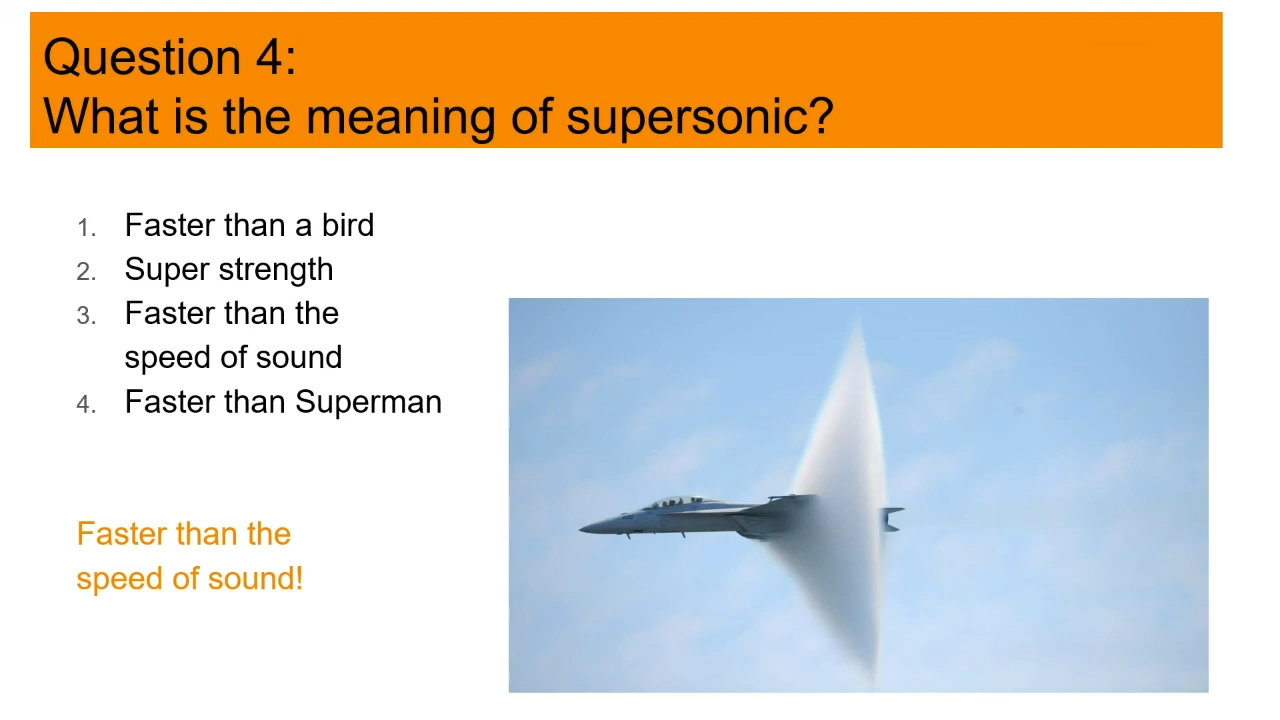 Question 4:
What is the meaning of supersonic?
1. Faster than a bird
2. Super strength
3. Faster than the
speed of sound
4. Faster than Superman
Faster than the
speed of sound!